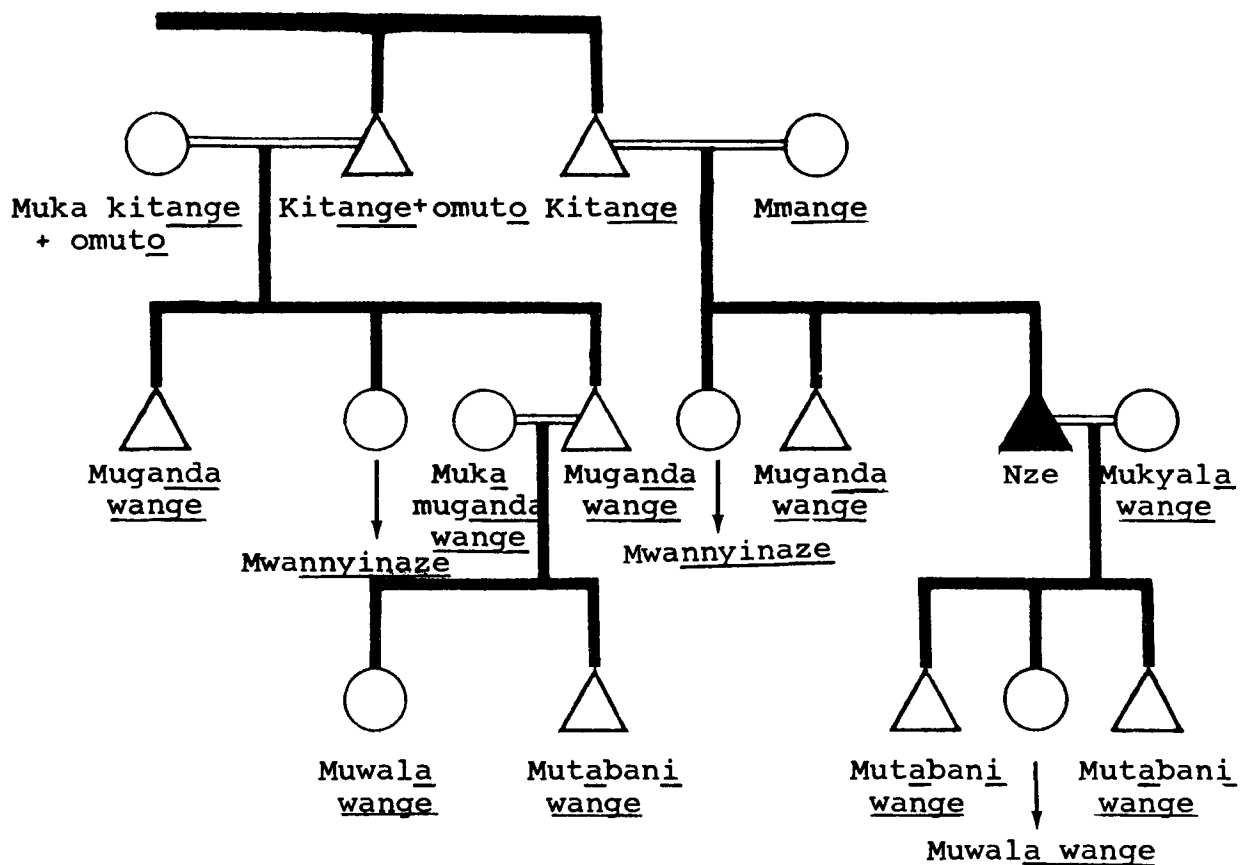 Muka kitange Kitange+omuto Kitange Mmange
+ omuto
Muganda Muka Muganda Muganda Nze Mukyala
wange muganda wange wange wange
wange
Mwannyinaze Mwannyinaze
Muwala Mutabani Mutabani Mutabani
wange wange wange wange
Muwala wange